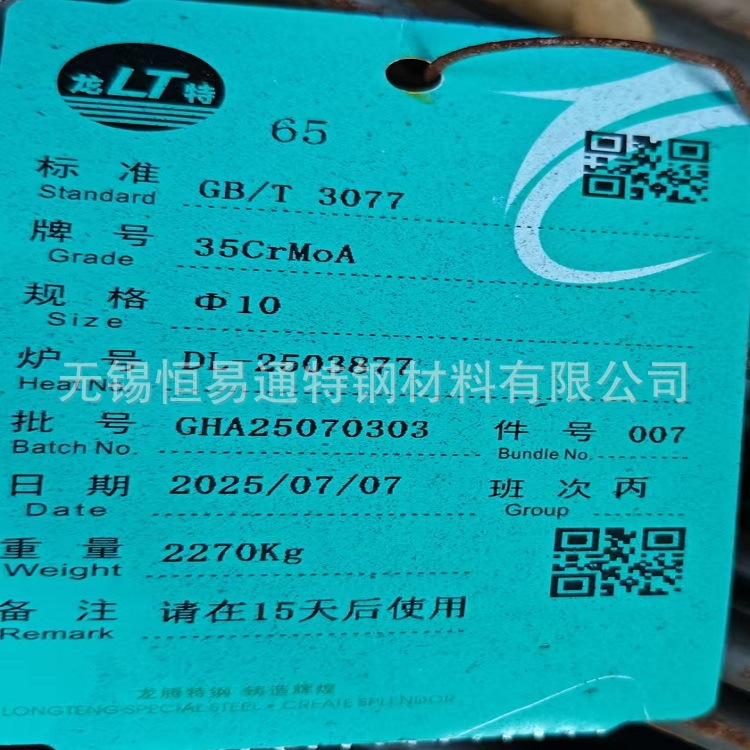 龙LT特
65
标准 GB/T 3077
Standard
牌号 35CrMoA
Grade
规格 Φ10
Size
炉号 DL-2503877
Heat No.
无锡恒易通特钢材料有限公司
批号 GHA25070303 件号 007
Batch No. Bundle No.
日期 2025/07/07 班次 丙
Date Group
重量 2270Kg
Weight
备注 请在15天后使用
Remark
龙腾特钢 铸造辉煌
LONGTENG SPECIAL STEEL · CREATE SPLENDOR